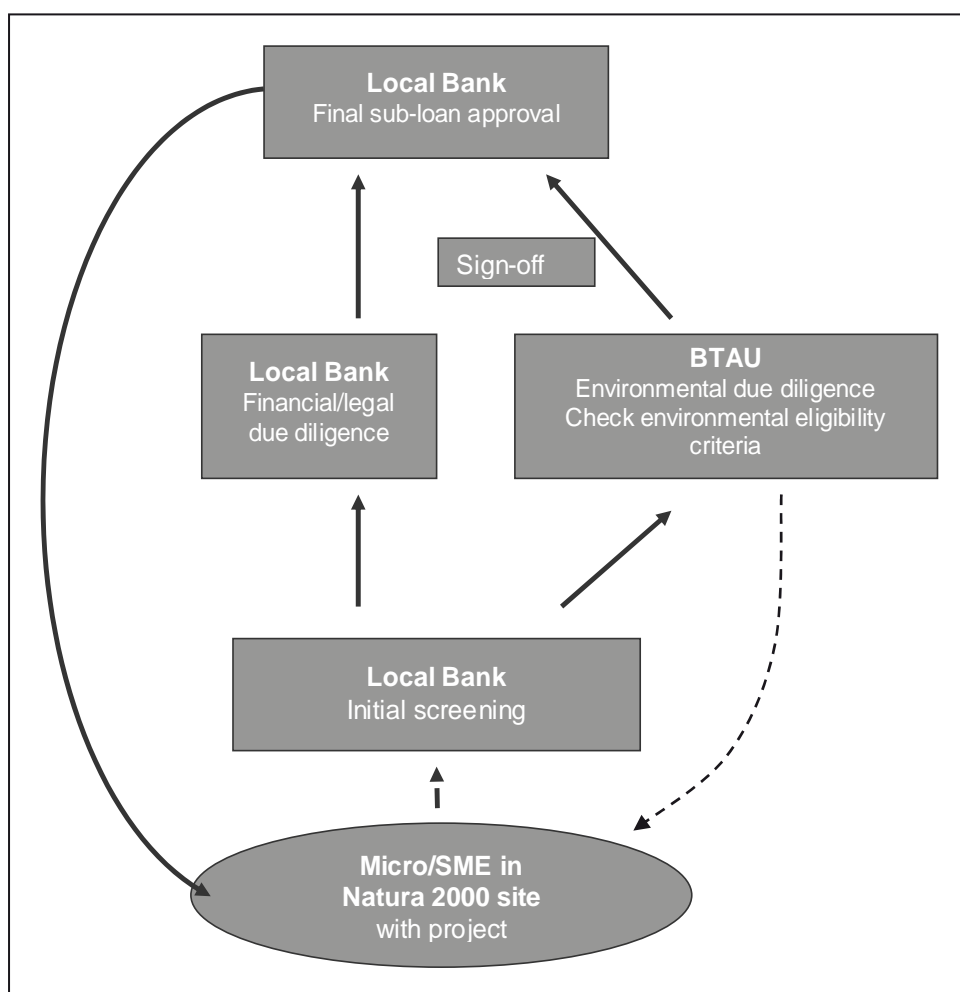 Local Bank
Final sub-loan approval
Sign-off
Local Bank
Financial/legal
due diligence
BTAU
Environmental due diligence
Check environmental eligibility
criteria
Local Bank
Initial screening
Micro/SME in
Natura 2000 site
with project